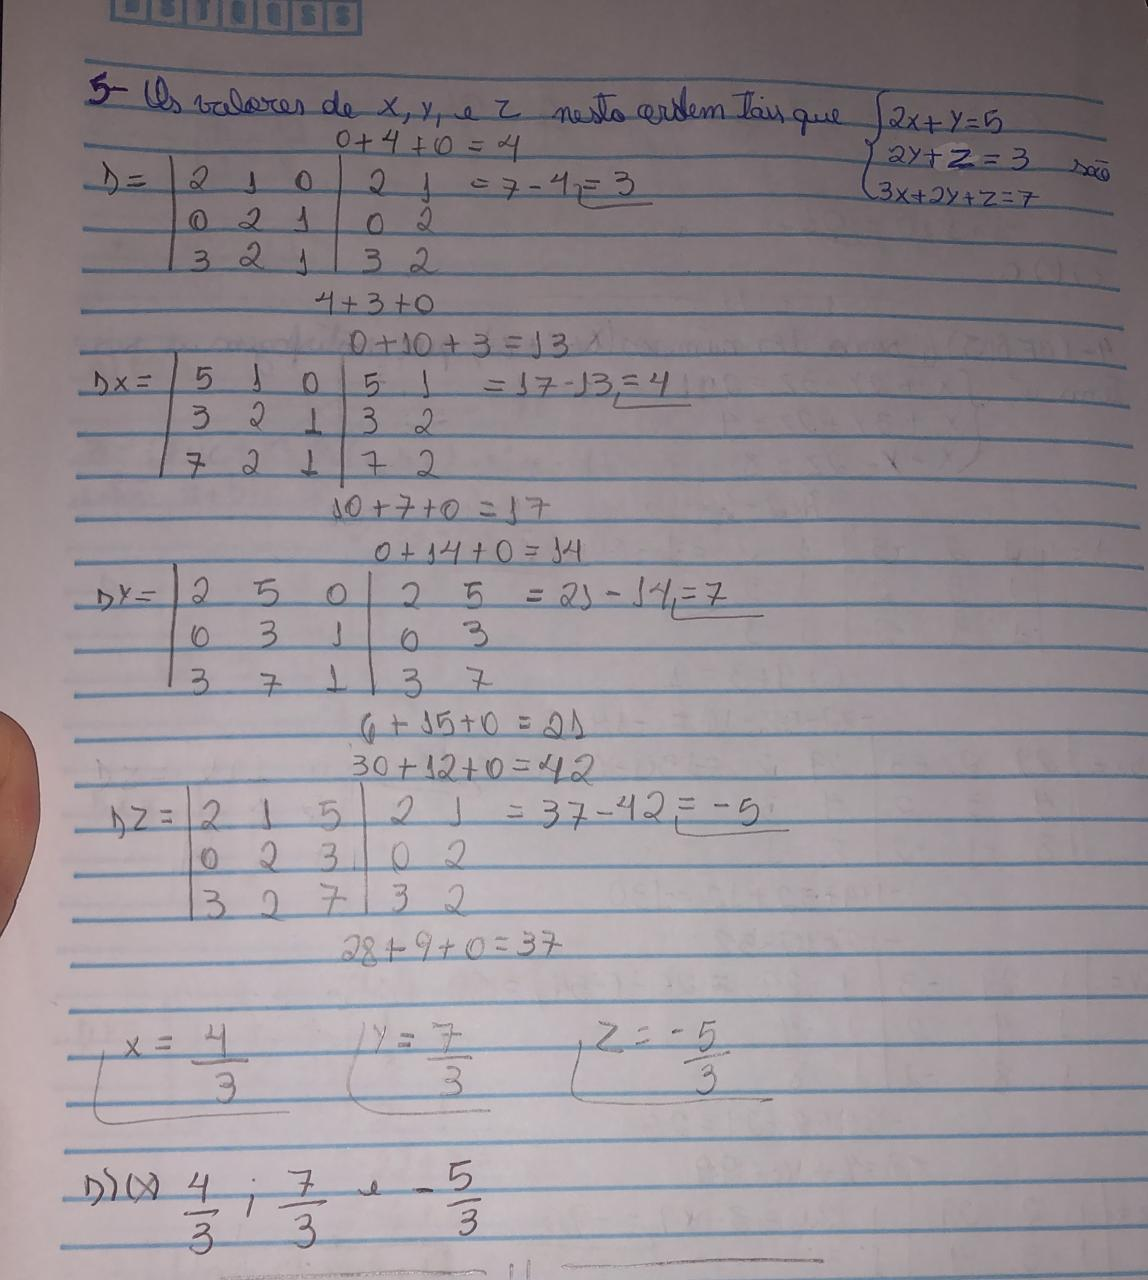 5- Os valores de x, y, e z nesta ordem tais que { 2x+y=5
2y+z=3 são
3x+2y+z=7
0+4+0=4
D= | 2 1 0 | 2 1 =7-4=3
0 2 1 | 0 2
3 2 1 | 3 2
4+3+0
0+10+3=13
Dx= | 5 1 0 | 5 1 =17-13=4
3 2 1 | 3 2
7 2 1 | 7 2
10+7+0=17
0+14+0=14
Dy= | 2 5 0 | 2 5 =21-14=7
0 3 1 | 0 3
3 7 1 | 3 7
6+15+0=21
30+12+0=42
Dz= | 2 1 5 | 2 1 =37-42=-5
0 2 3 | 0 2
3 2 7 | 3 2
28+9+0=37
x= 4/3 y= 7/3 z= -5/3
D) (x) 4/3 ; 7/3 e -5/3